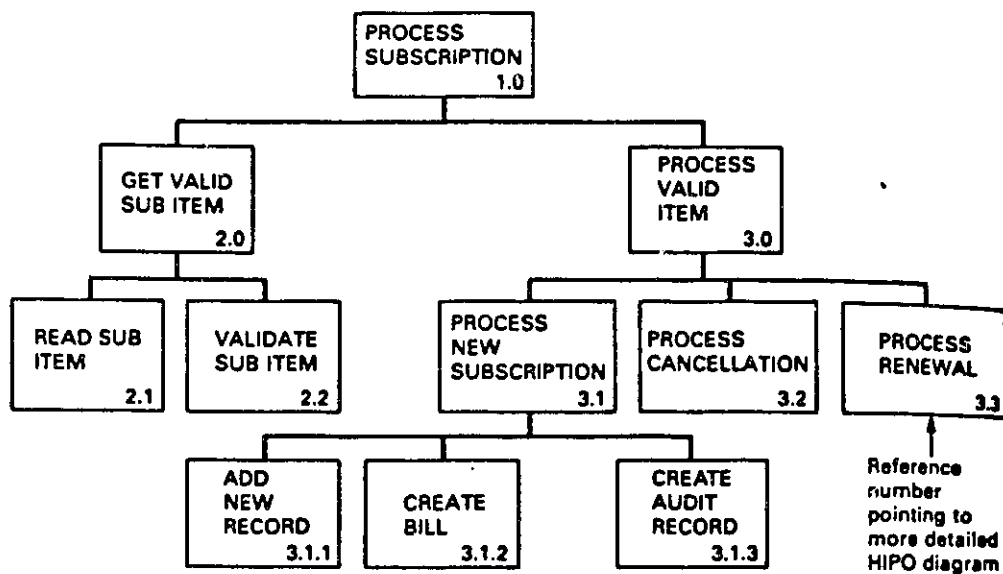 PROCESS
SUBSCRIPTION
1.0
GET VALID
SUB ITEM
2.0
PROCESS
VALID
ITEM
3.0
READ SUB
ITEM
2.1
VALIDATE
SUB ITEM
2.2
PROCESS
NEW
SUBSCRIPTION
3.1
PROCESS
CANCELLATION
3.2
PROCESS
RENEWAL
3.3
ADD
NEW
RECORD
3.1.1
CREATE
BILL
3.1.2
CREATE
AUDIT
RECORD
3.1.3
Reference
number
pointing to
more detailed
HIPO diagram